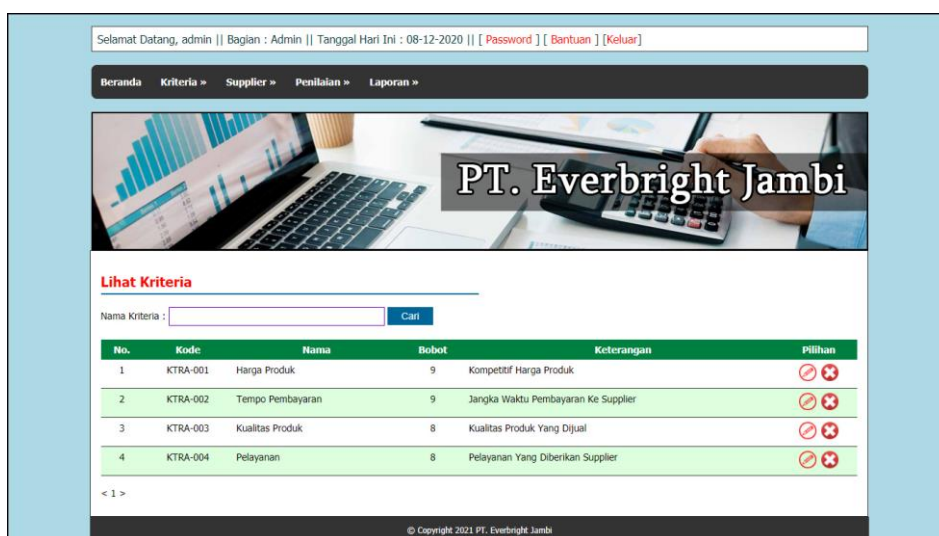 Selamat Datang, admin || Bagian : Admin || Tanggal Hari Ini : 08-12-2020 || [ Password ] [ Bantuan ] [Keluar]
Beranda Kriteria » Supplier » Penilaian » Laporan »
PT. Everbright Jambi
Lihat Kriteria
Nama Kriteria : Cari
No. Kode Nama Bobot Keterangan Pilihan
1 KTRA-001 Harga Produk 9 Kompetitif Harga Produk
2 KTRA-002 Tempo Pembayaran 9 Jangka Waktu Pembayaran Ke Supplier
3 KTRA-003 Kualitas Produk 8 Kualitas Produk Yang Dijual
4 KTRA-004 Pelayanan 8 Pelayanan Yang Diberikan Supplier
< 1 >
© Copyright 2021 PT. Everbright Jambi